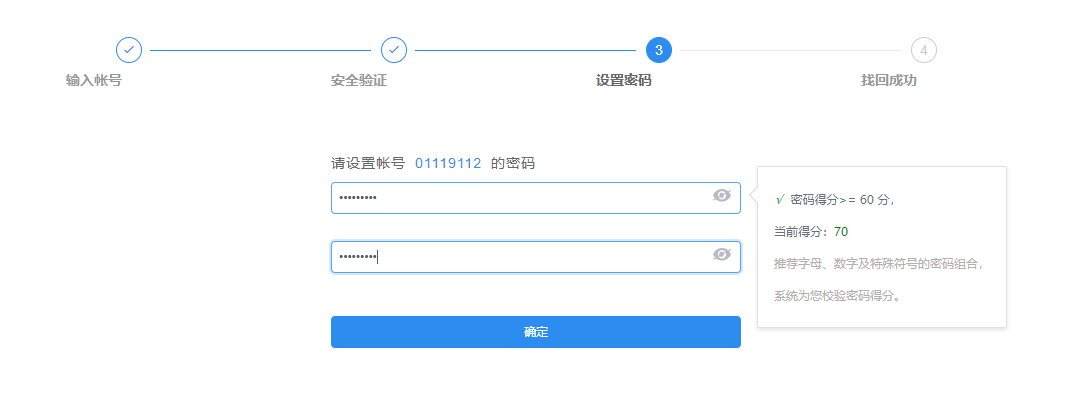 3
4
输入帐号
安全验证
设置密码
找回成功
请设置帐号 01119112 的密码
•••••••••
•••••••••
√ 密码得分>= 60 分,
当前得分: 70
推荐字母、数字及特殊符号的密码组合,
系统为您校验密码得分。
确定